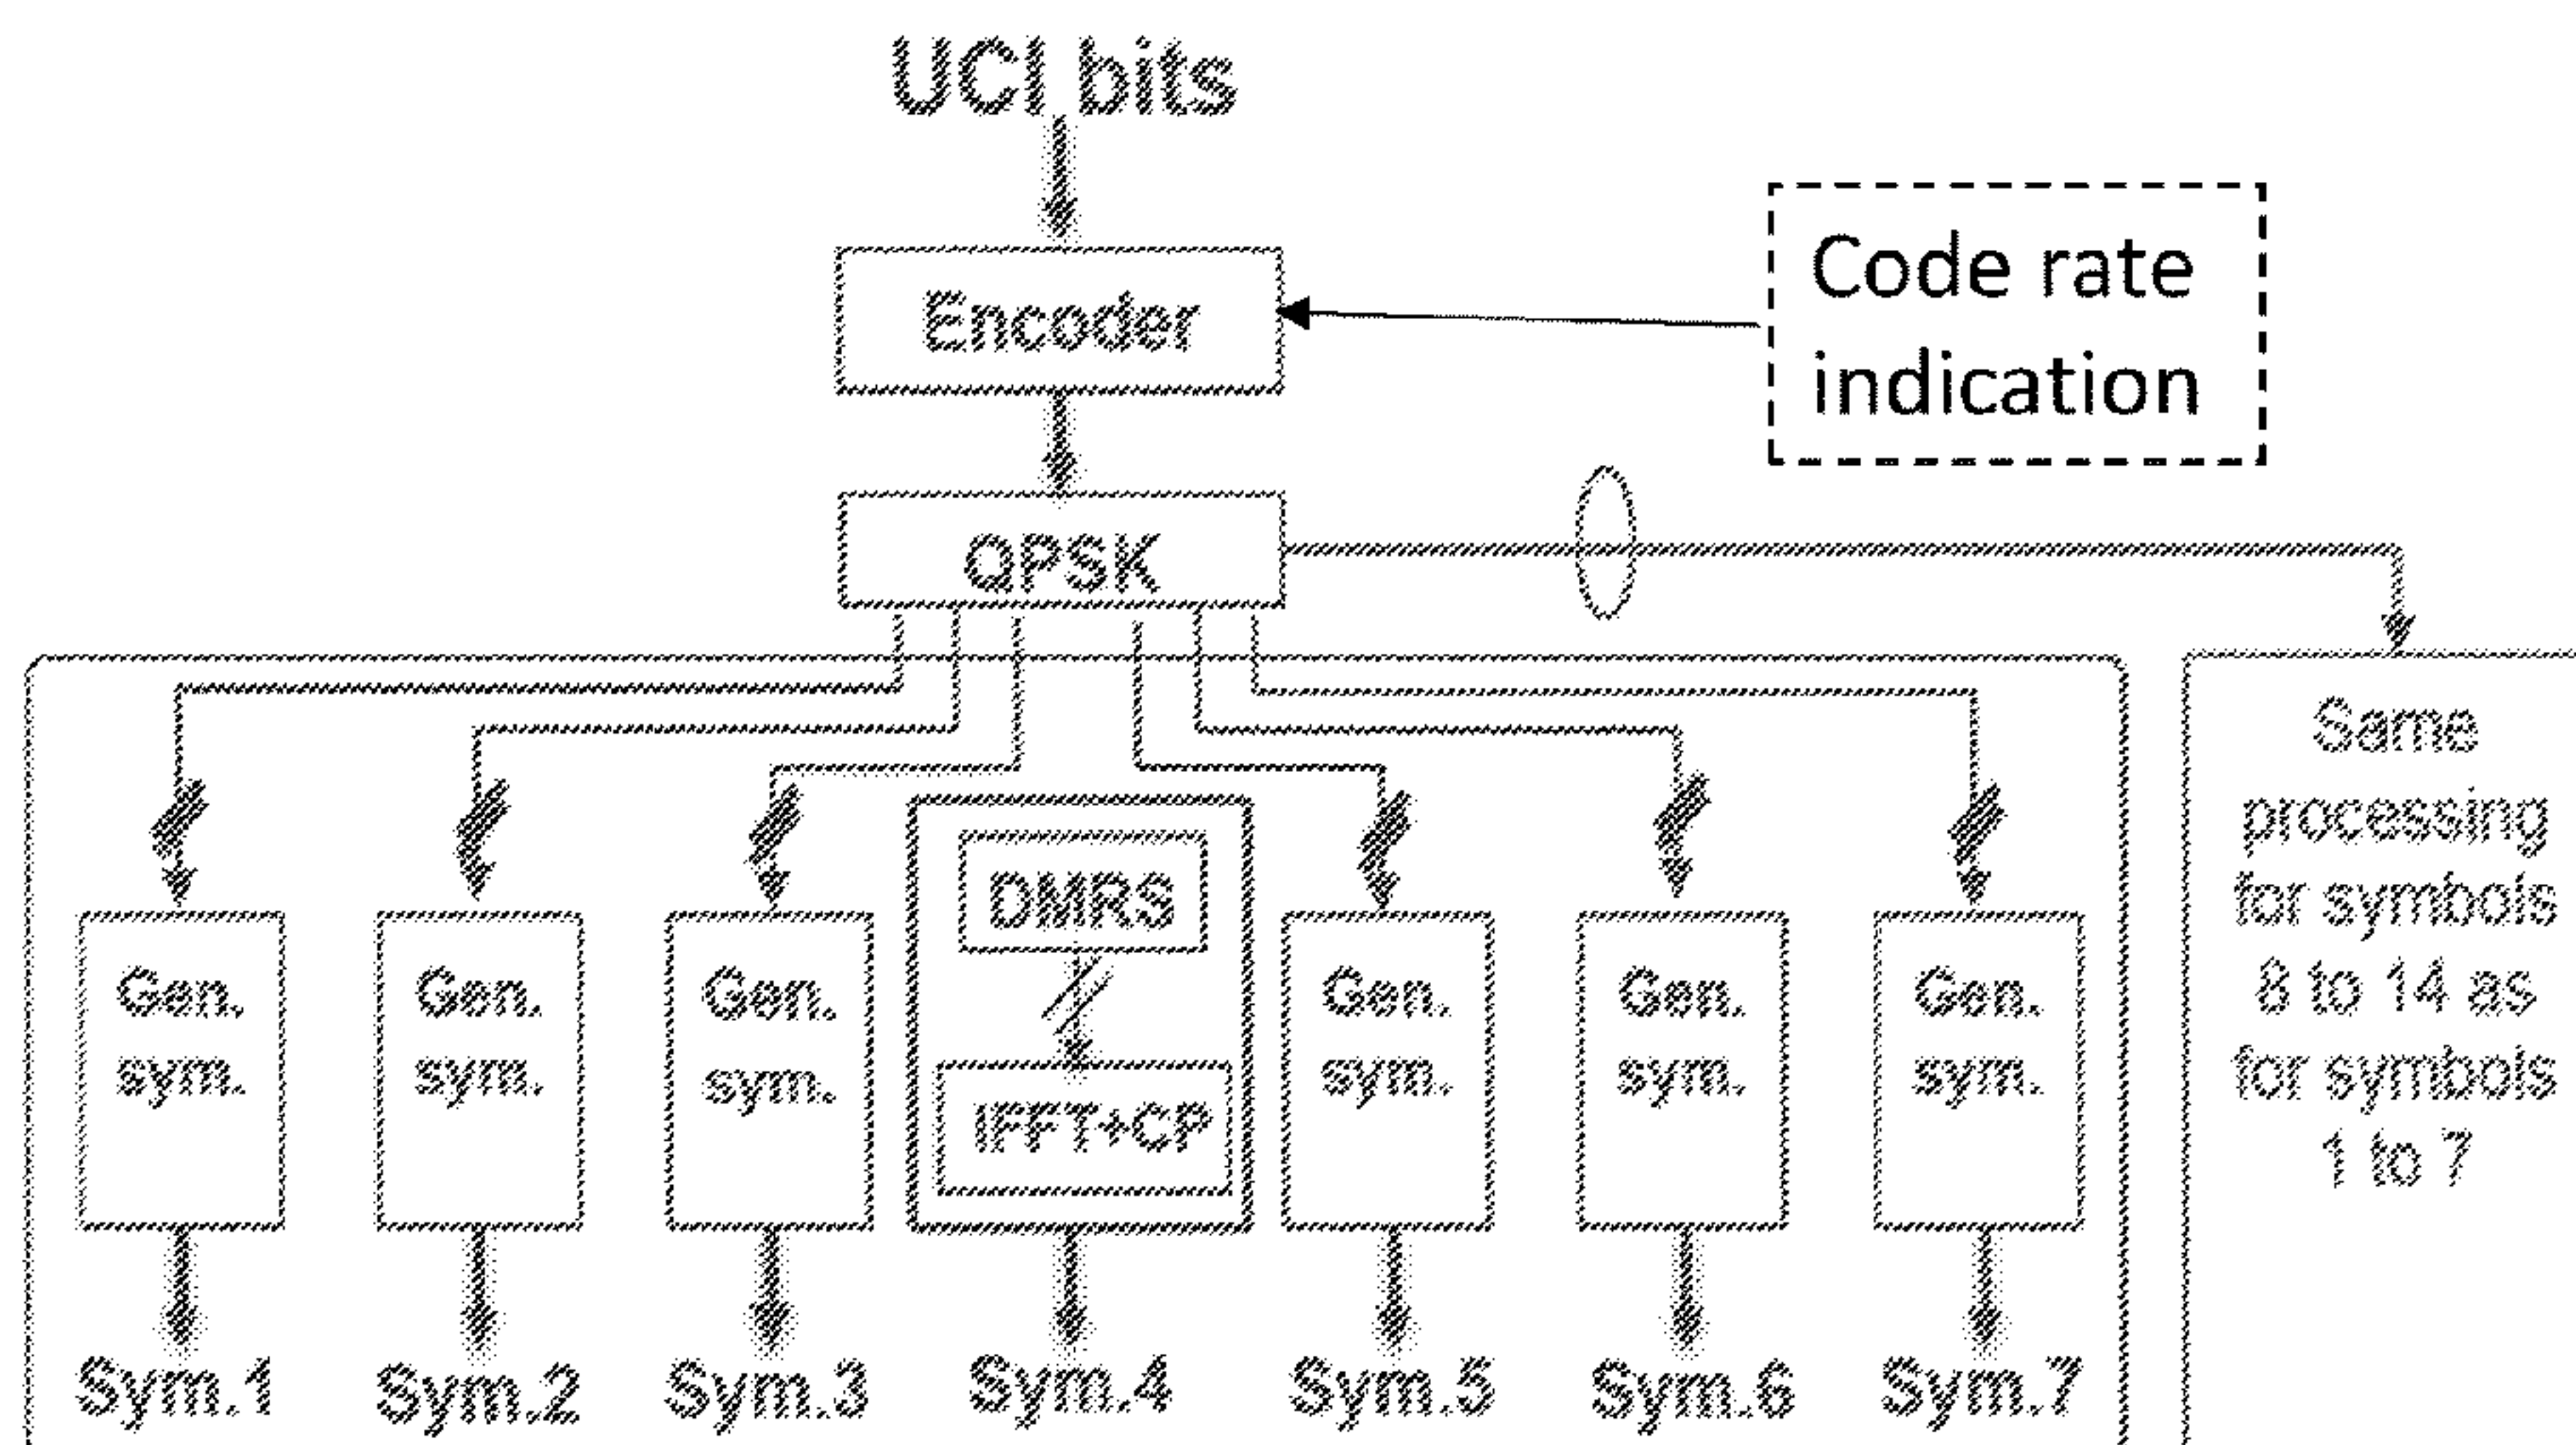 UCI bits
Encoder
Code rate
indication
QPSK
Gen.
sym.
Gen.
sym.
Gen.
sym.
DMRS
IFFT+CP
Gen.
sym.
Gen.
sym.
Gen.
sym.
Same
processing
for symbols
8 to 14 as
for symbols
1 to 7
Sym.1
Sym.2
Sym.3
Sym.4
Sym.5
Sym.6
Sym.7